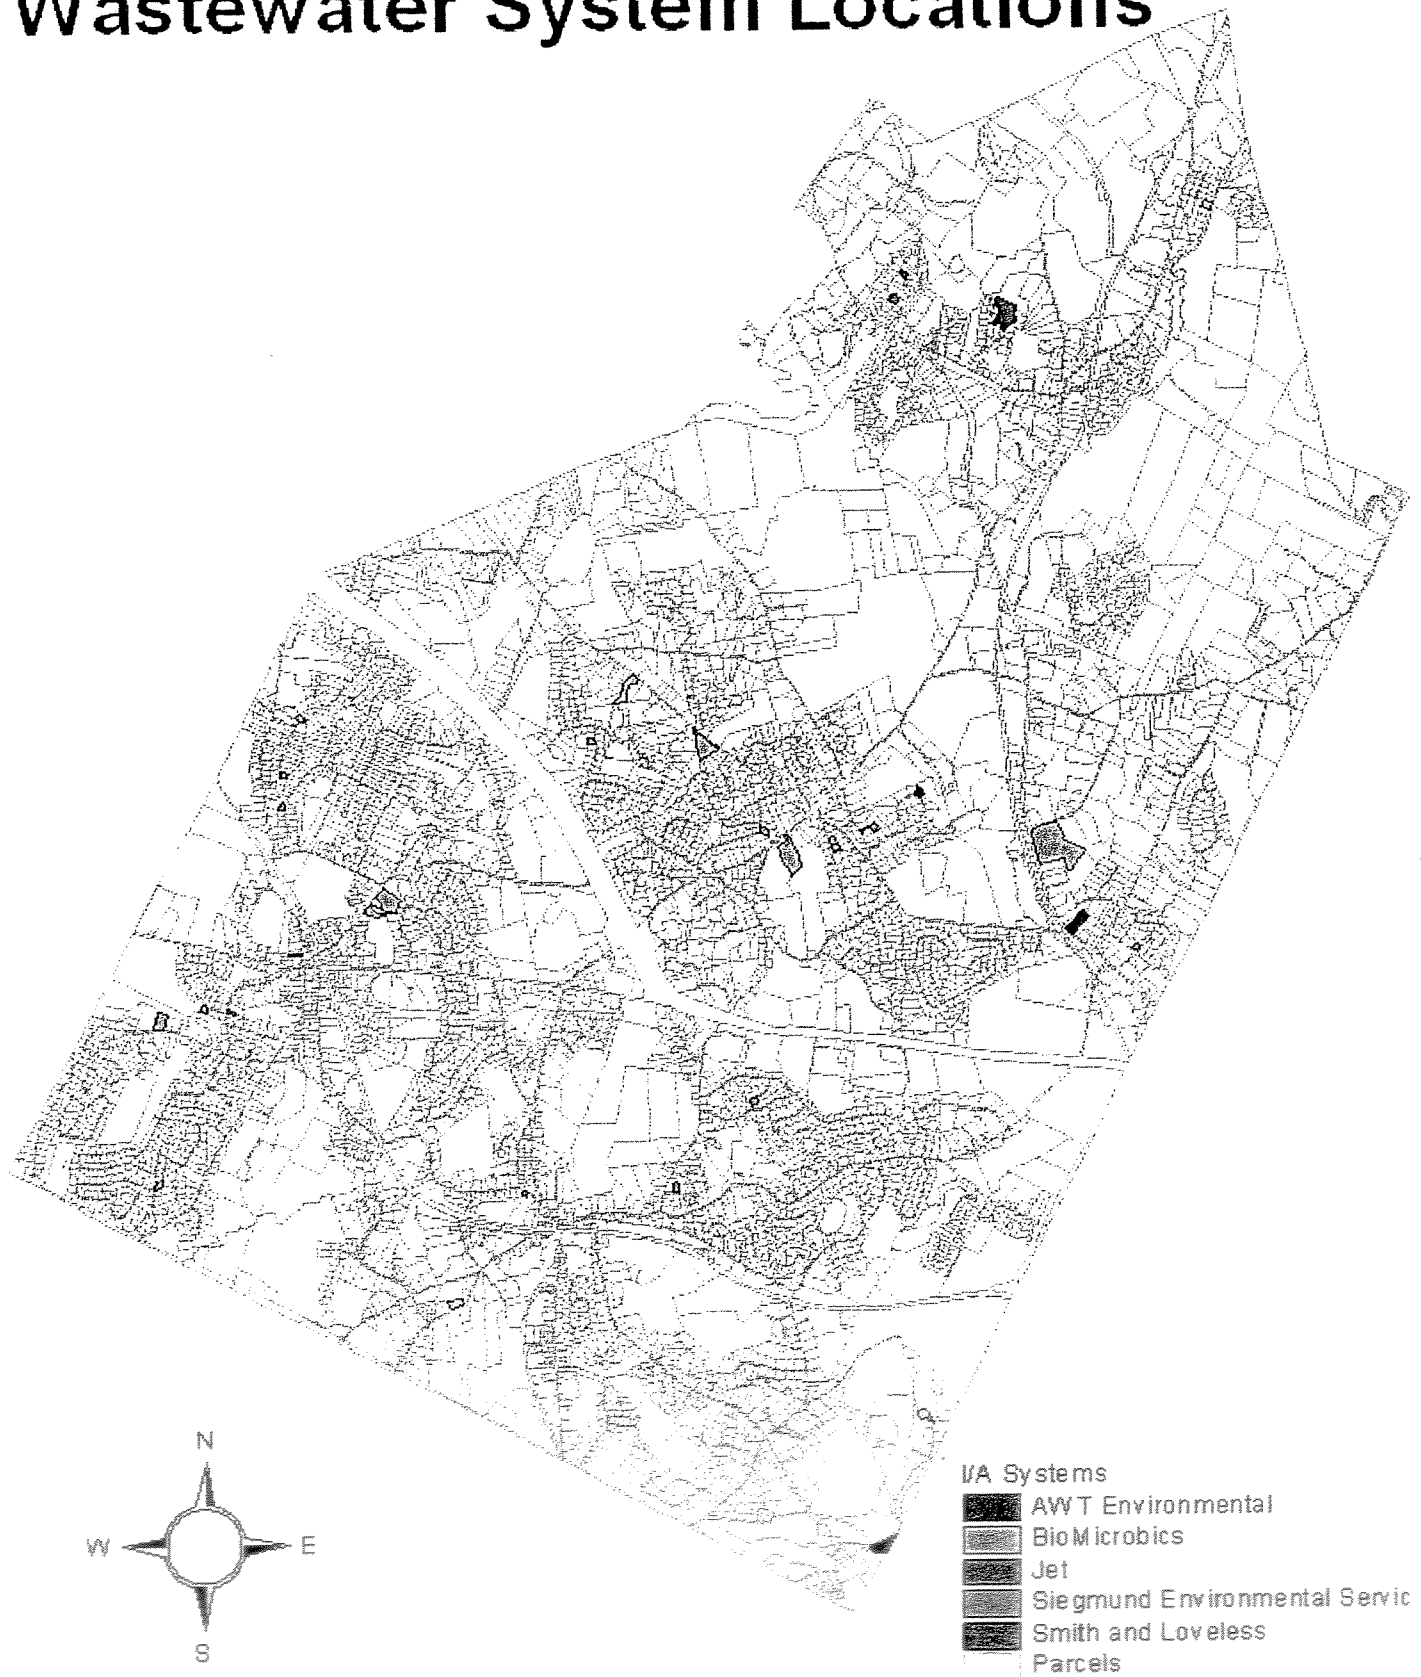 Wastewater System Locations
N
W E
S
I/A Systems
AWT Environmental
BioMicrobics
Jet
Siegmund Environmental Servic
Smith and Loveless
Parcels